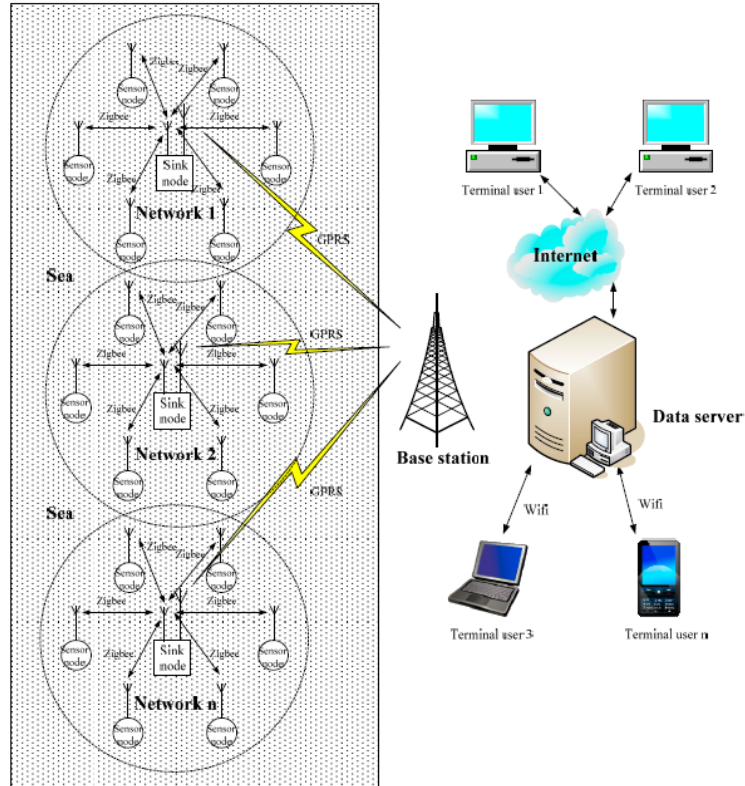 Zigbee
Zigbee
Sensor
node
Sensor
node
Zigbee
Zigbee
Sensor
node
Sink
node
Sensor
node
Zigbee
Zigbee
Network 1
Sensor
node
Sensor
node
GPRS
Sea
Zigbee
Zigbee
Sensor
node
Sensor
node
GPRS
Zigbee
Zigbee
Sensor
node
Sink
node
Sensor
node
Zigbee
Zigbee
Network 2
Sensor
node
Sensor
node
GPRS
Sea
Zigbee
Zigbee
Sensor
node
Sensor
node
Zigbee
Zigbee
Sensor
node
Sink
node
Sensor
node
Zigbee
Zigbee
Network n
Sensor
node
Sensor
node
Base station
Terminal user 1
Terminal user 2
Internet
Data server
Wifi
Wifi
Terminal user 3
Terminal user n